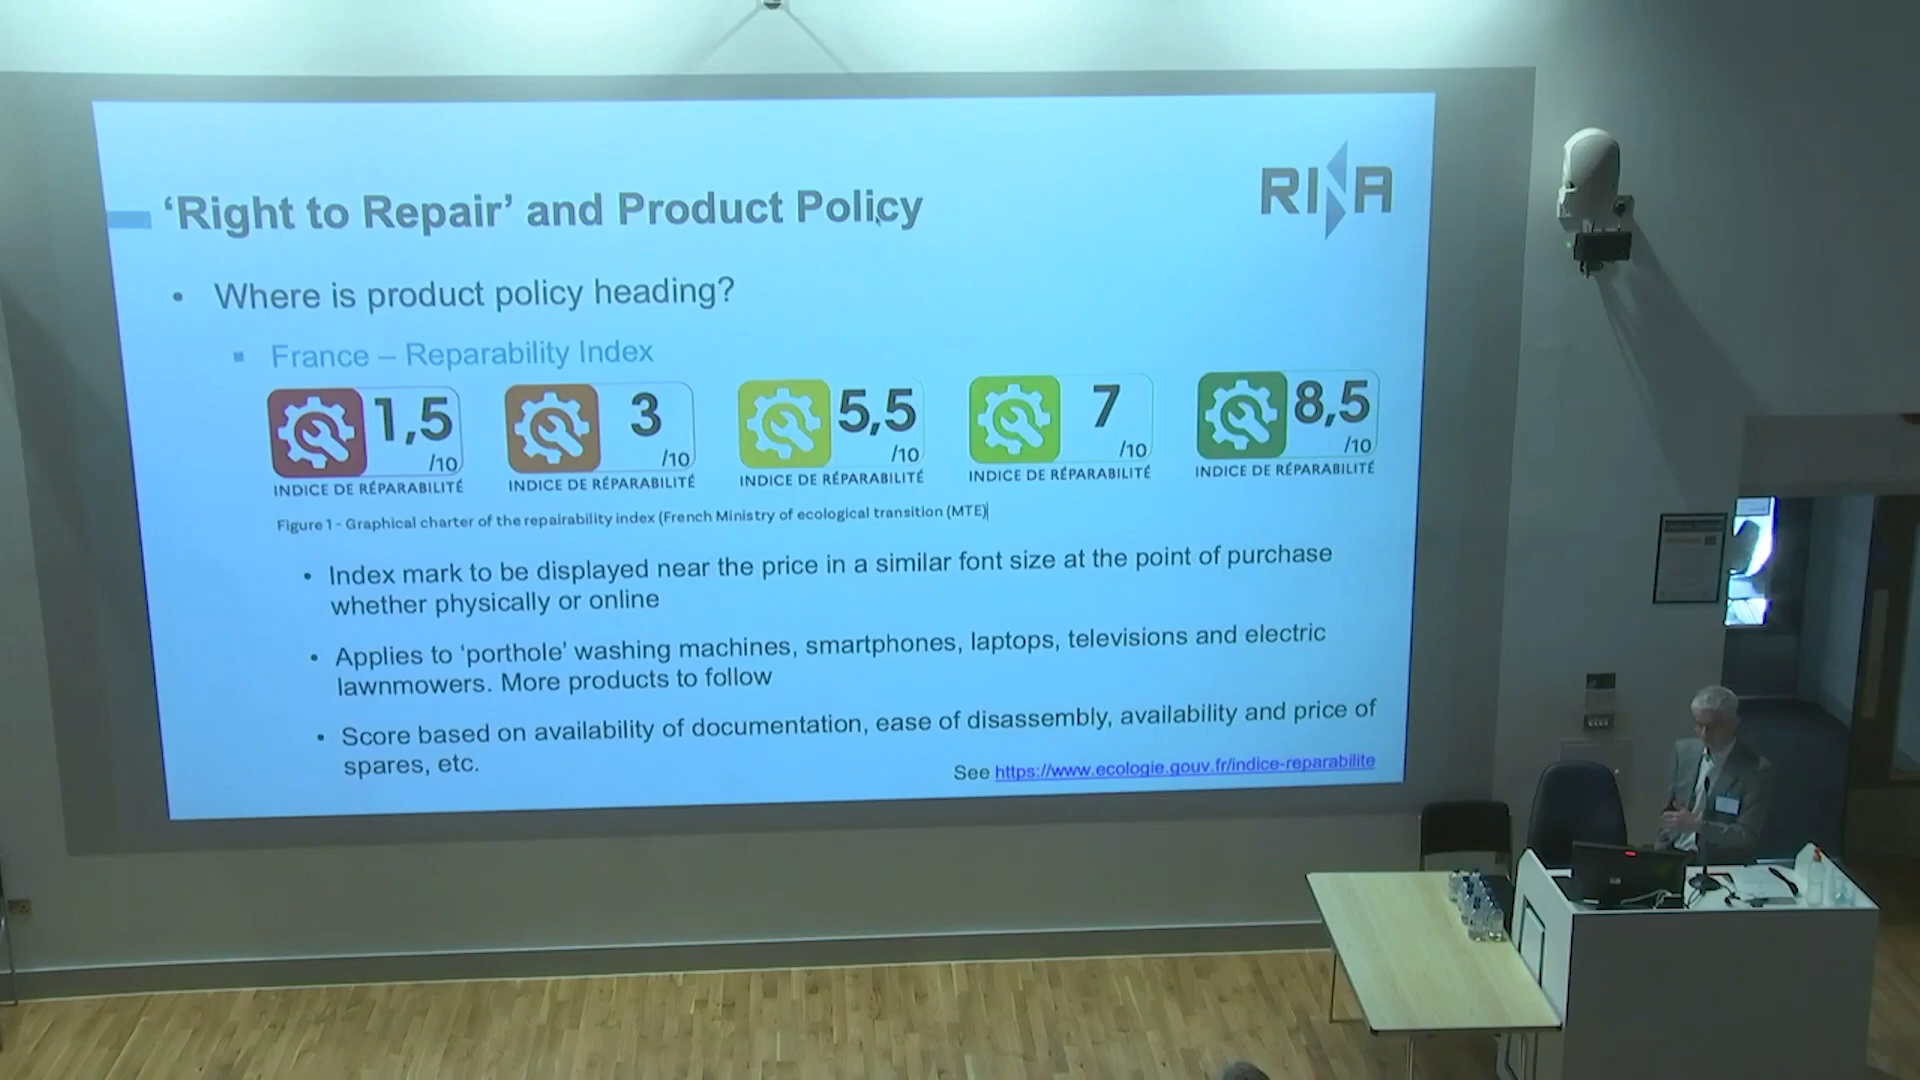 'Right to Repair' and Product Policy
RINA
• Where is product policy heading?
▪ France – Reparability Index
1,5 /10
INDICE DE RÉPARABILITÉ
3 /10
INDICE DE RÉPARABILITÉ
5,5 /10
INDICE DE RÉPARABILITÉ
7 /10
INDICE DE RÉPARABILITÉ
8,5 /10
INDICE DE RÉPARABILITÉ
Figure 1 - Graphical charter of the repairability index (French Ministry of ecological transition (MTE)
• Index mark to be displayed near the price in a similar font size at the point of purchase
whether physically or online
• Applies to 'porthole' washing machines, smartphones, laptops, televisions and electric
lawnmowers. More products to follow
• Score based on availability of documentation, ease of disassembly, availability and price of
spares, etc.
See https://www.ecologie.gouv.fr/indice-reparabilite